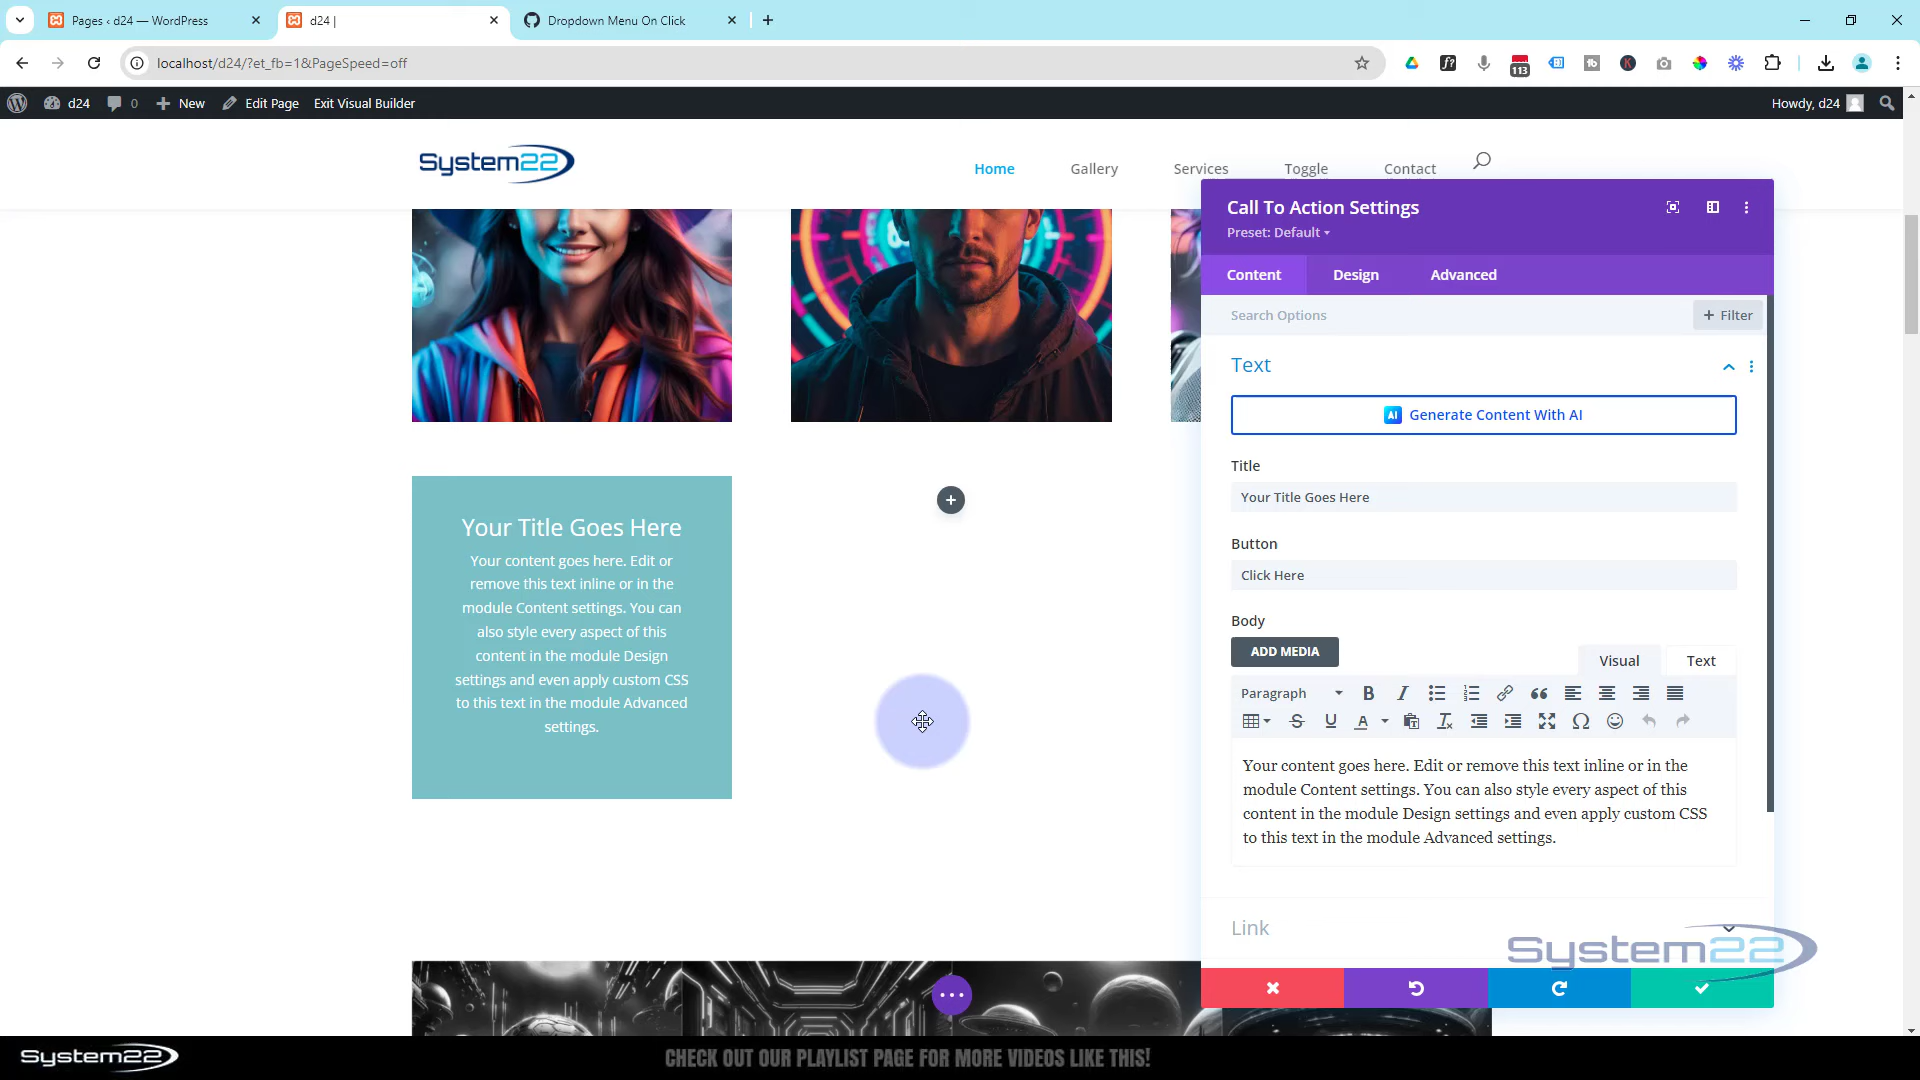 Pages ‹ d24 — WordPress
d24 |
Dropdown Menu On Click
localhost/d24/?et_fb=1&PageSpeed=off
113
d24
0
New
Edit Page
Exit Visual Builder
Howdy, d24
System22
Home
Gallery
Services
Toggle
Contact
Call To Action Settings
Preset: Default
Content
Design
Advanced
Search Options
+ Filter
Text
AI Generate Content With AI
Title
Your Title Goes Here
Button
Click Here
Body
ADD MEDIA
Visual
Text
Paragraph
Your content goes here. Edit or remove this text inline or in the
module Content settings. You can also style every aspect of this
content in the module Design settings and even apply custom CSS
to this text in the module Advanced settings.
Link
Your Title Goes Here
Your content goes here. Edit or
remove this text inline or in the
module Content settings. You can
also style every aspect of this
content in the module Design
settings and even apply custom CSS
to this text in the module Advanced
settings.
System22
System22
CHECK OUT OUR PLAYLIST PAGE FOR MORE VIDEOS LIKE THIS!